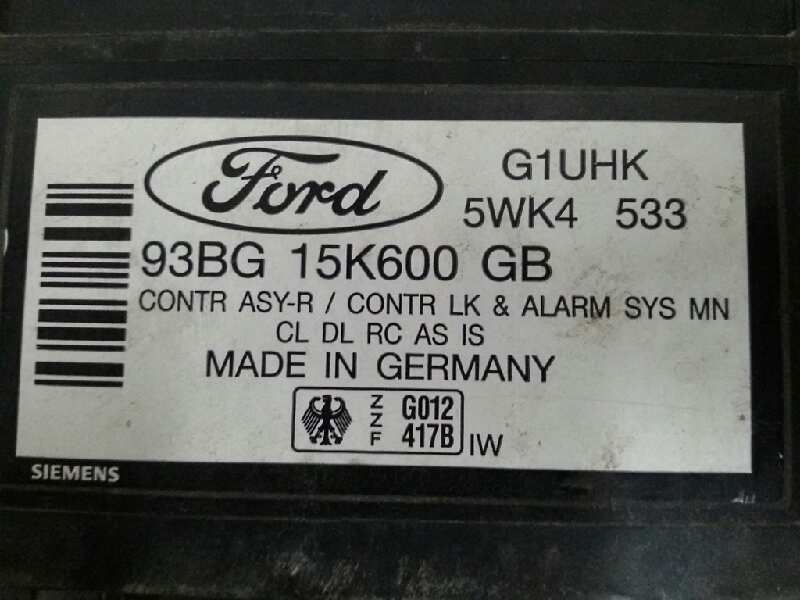 Ford
G1UHK
5WK4 533
93BG 15K600 GB
CONTR ASY-R / CONTR LK & ALARM SYS MN
CL DL RC AS IS
MADE IN GERMANY
ZZF G012 417B IW
SIEMENS